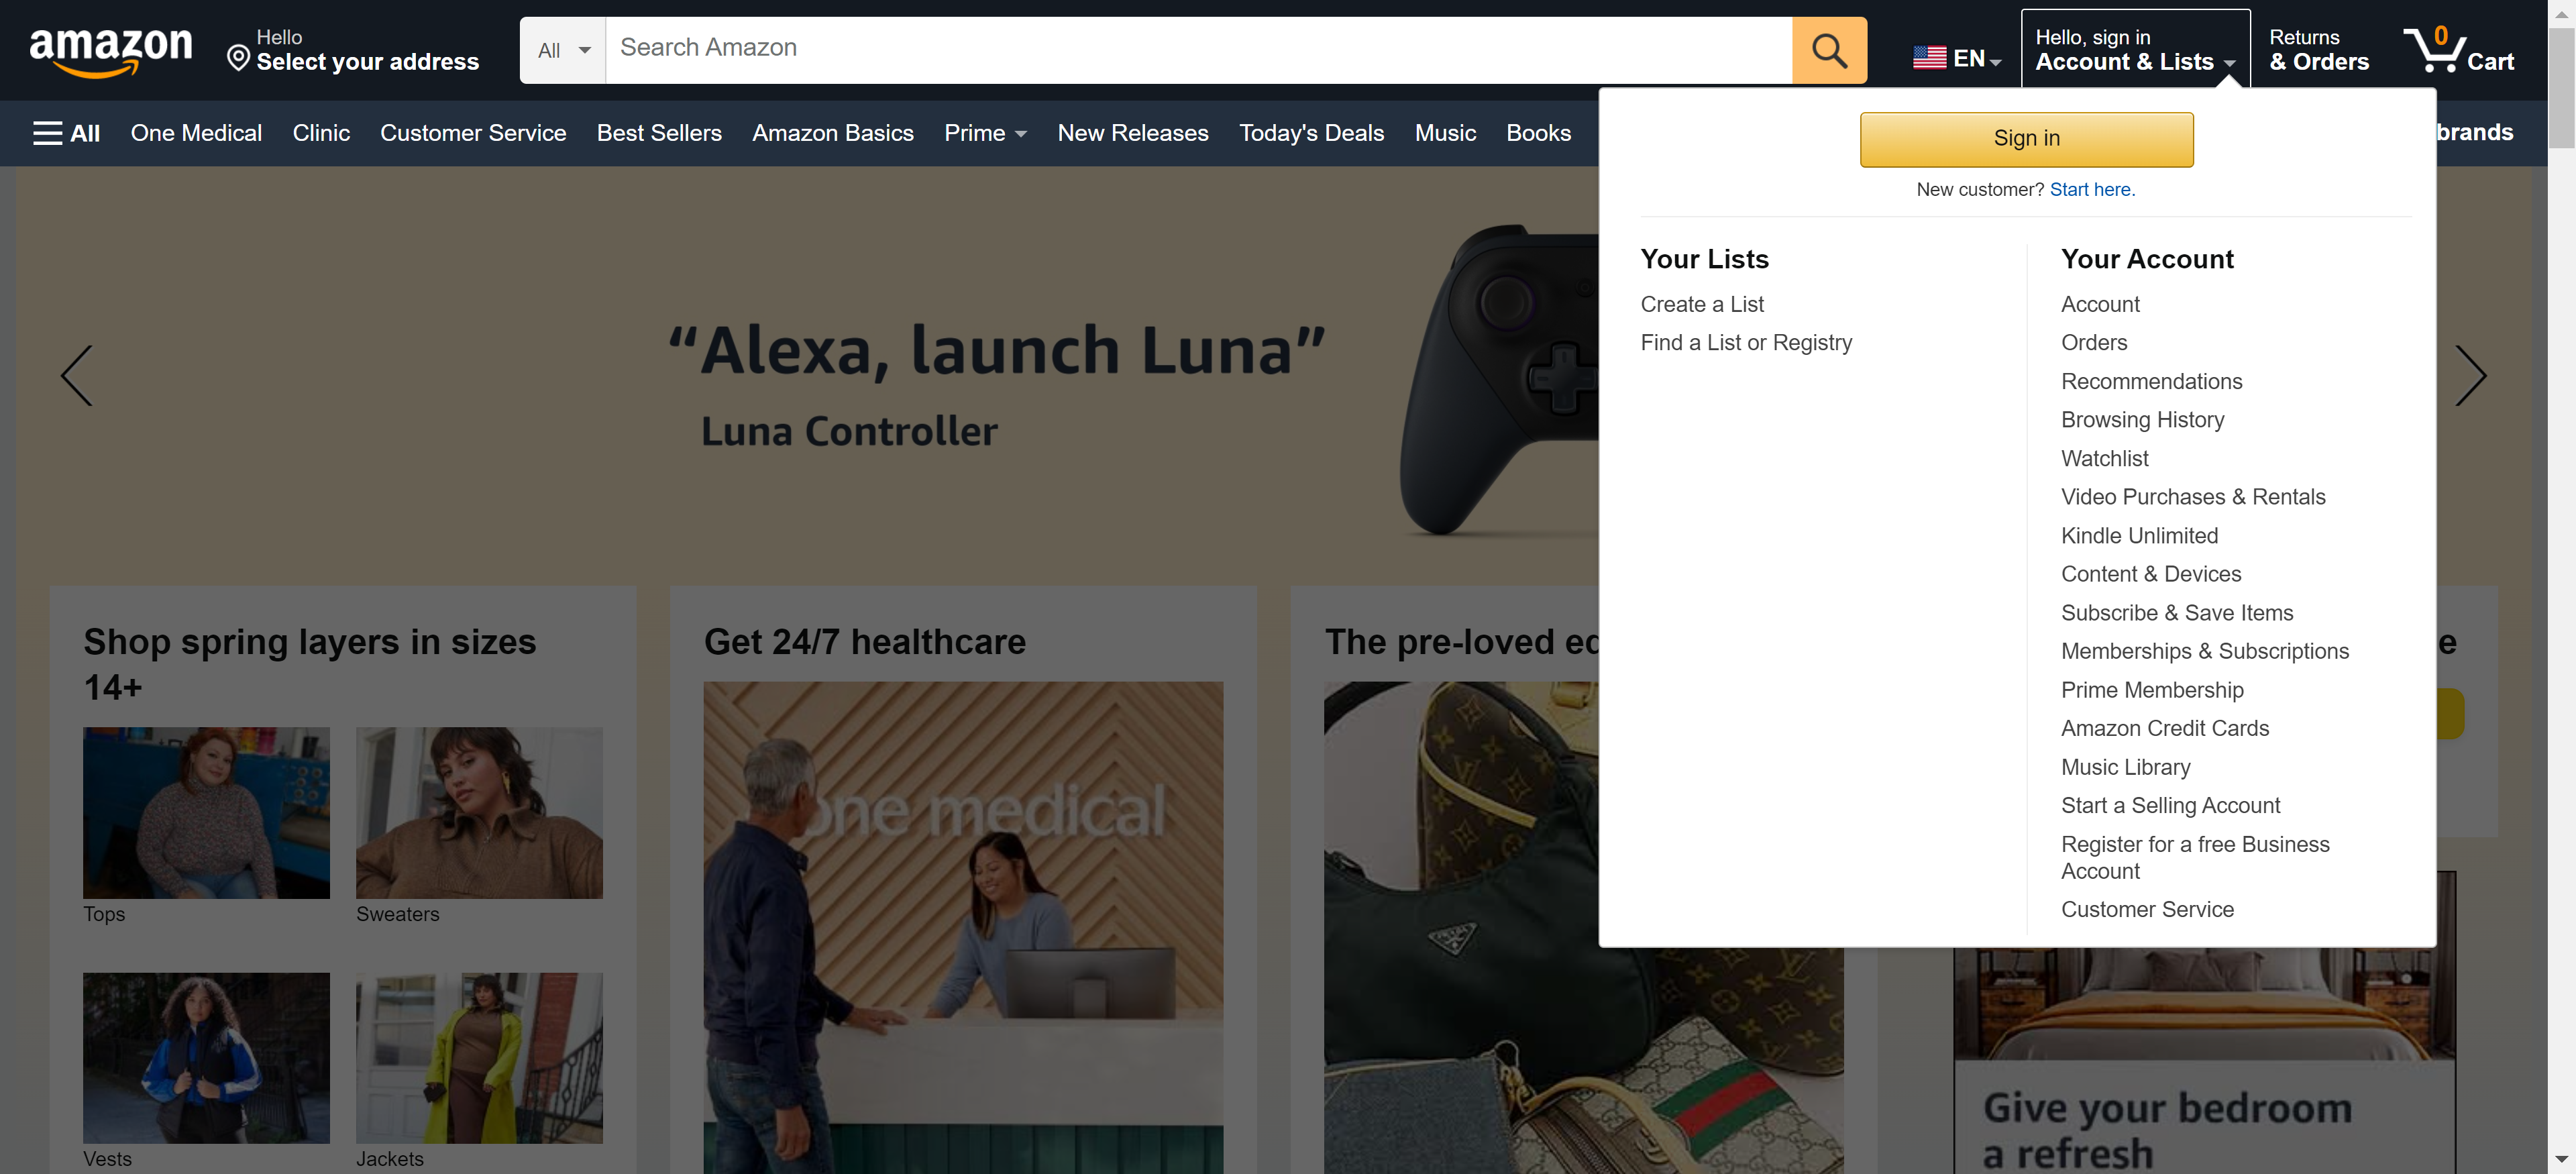 amazon
Hello
Select your address
All
Search Amazon
EN
Hello, sign in
Account & Lists
Returns
& Orders
0
Cart
All
One Medical
Clinic
Customer Service
Best Sellers
Amazon Basics
Prime
New Releases
Today's Deals
Music
Books
brands
Sign in
New customer? Start here.
Your Lists
Create a List
Find a List or Registry
Your Account
Account
Orders
Recommendations
Browsing History
Watchlist
Video Purchases & Rentals
Kindle Unlimited
Content & Devices
Subscribe & Save Items
Memberships & Subscriptions
Prime Membership
Amazon Credit Cards
Music Library
Start a Selling Account
Register for a free Business
Account
Customer Service
“Alexa, launch Luna”
Luna Controller
Shop spring layers in sizes
14+
Tops
Sweaters
Vests
Jackets
Get 24/7 healthcare
one medical
The pre-loved
Give your bedroom
a refresh